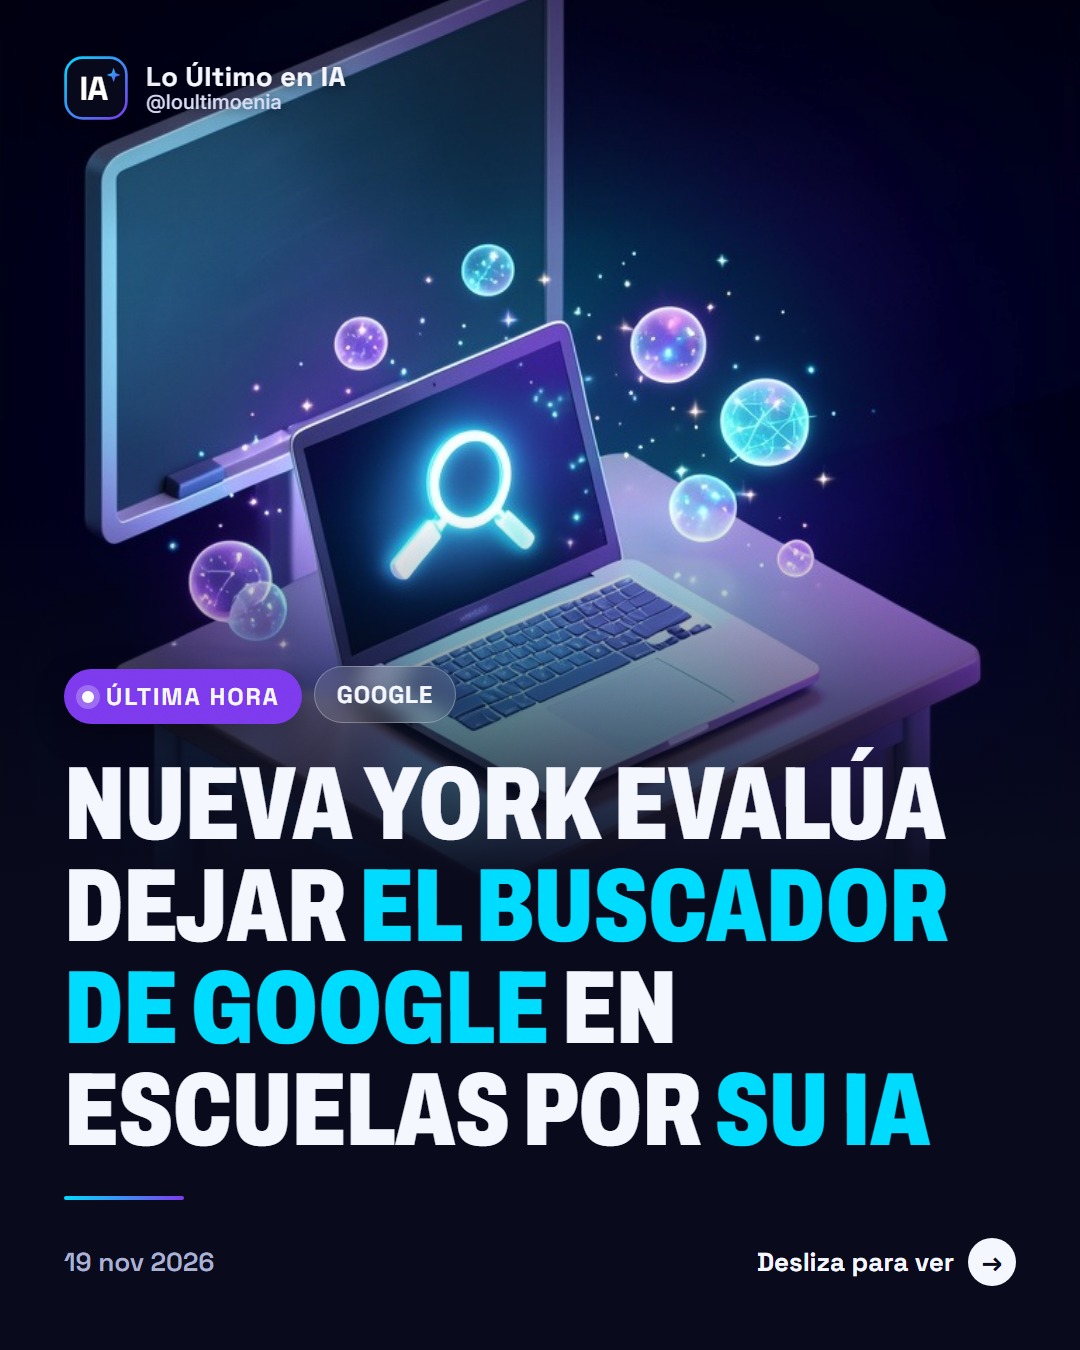 IA
Lo Último en IA
@loultimoenia
ÚLTIMA HORA
GOOGLE
NUEVA YORK EVALÚA
DEJAR EL BUSCADOR
DE GOOGLE EN
ESCUELAS POR SU IA
19 nov 2026
Desliza para ver →